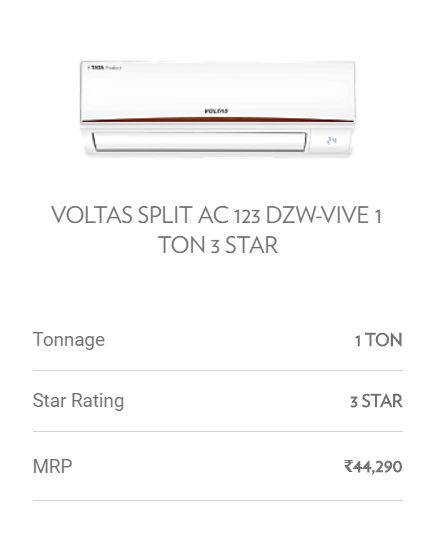 A TATA Product
VOLTAS
24
VOLTAS SPLIT AC 123 DZW-VIVE 1
TON 3 STAR
Tonnage 1 TON
Star Rating 3 STAR
MRP ₹44,290